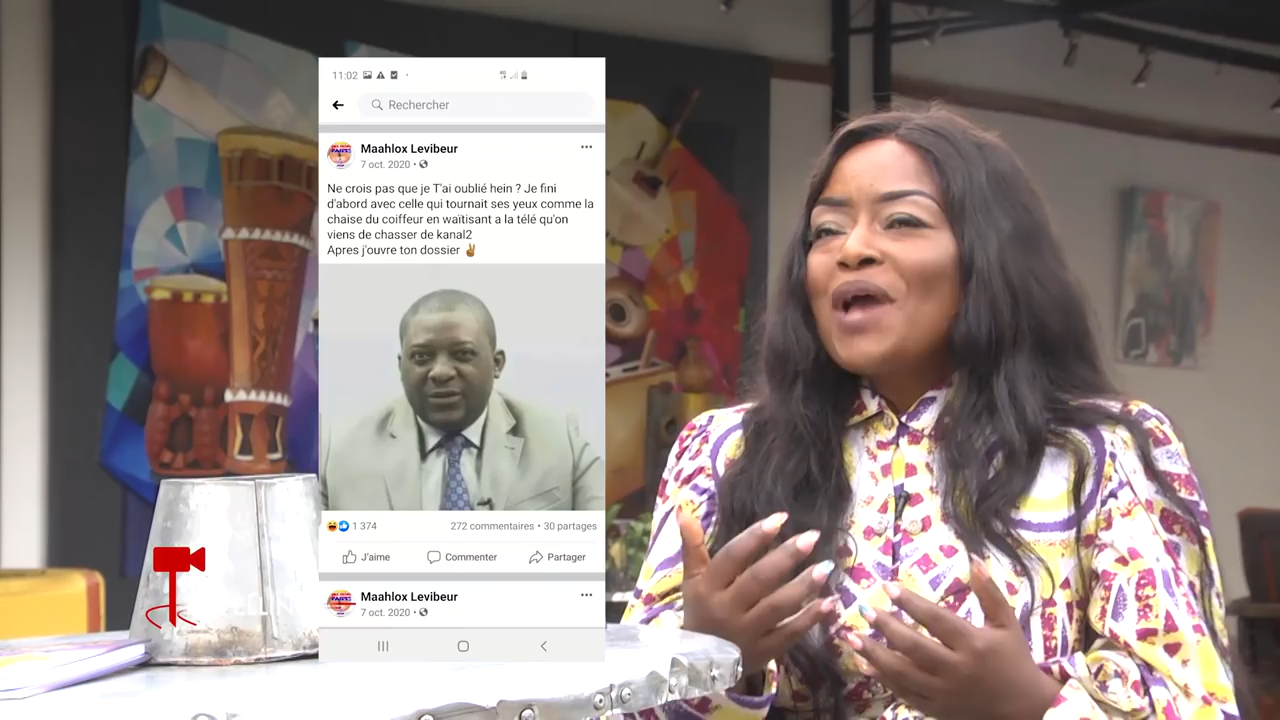 11:02
Rechercher
Maahlox Levibeur
7 oct. 2020 •
Ne crois pas que je T'ai oublié hein ? Je fini
d'abord avec celle qui tournait ses yeux comme la
chaise du coiffeur en waïtisant a la télé qu'on
viens de chasser de kanal2
Apres j'ouvre ton dossier ✌🏾
1 374
272 commentaires • 30 partages
J'aime
Commenter
Partager
Maahlox Levibeur
7 oct. 2020 •